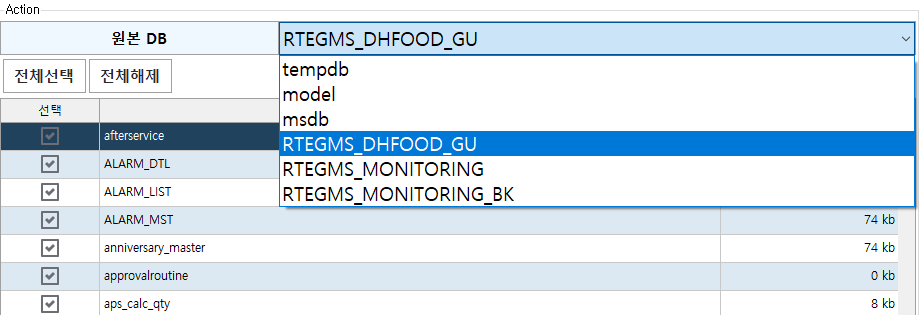 Action
원본 DB
RTEGMS_DHFOOD_GU
tempdb
model
msdb
RTEGMS_DHFOOD_GU
RTEGMS_MONITORING
RTEGMS_MONITORING_BK
전체선택 전체해제
선택
afterservice
ALARM_DTL
ALARM_LIST
ALARM_MST 74 kb
anniversary_master 74 kb
approvalroutine 0 kb
aps_calc_qty 8 kb